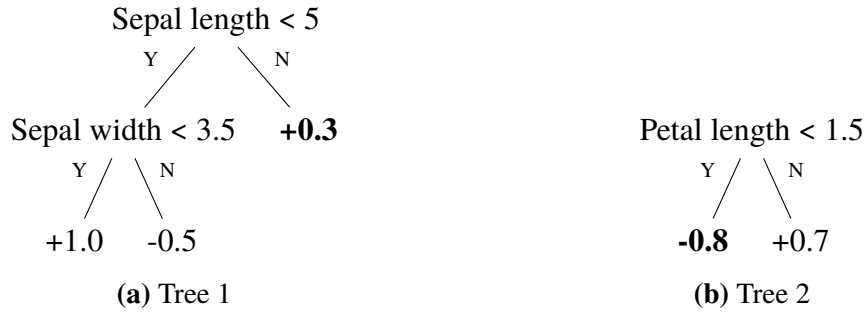 Sepal length < 5
Y N
Sepal width < 3.5 +0.3
Y N
+1.0 -0.5
(a) Tree 1
Petal length < 1.5
Y N
-0.8 +0.7
(b) Tree 2